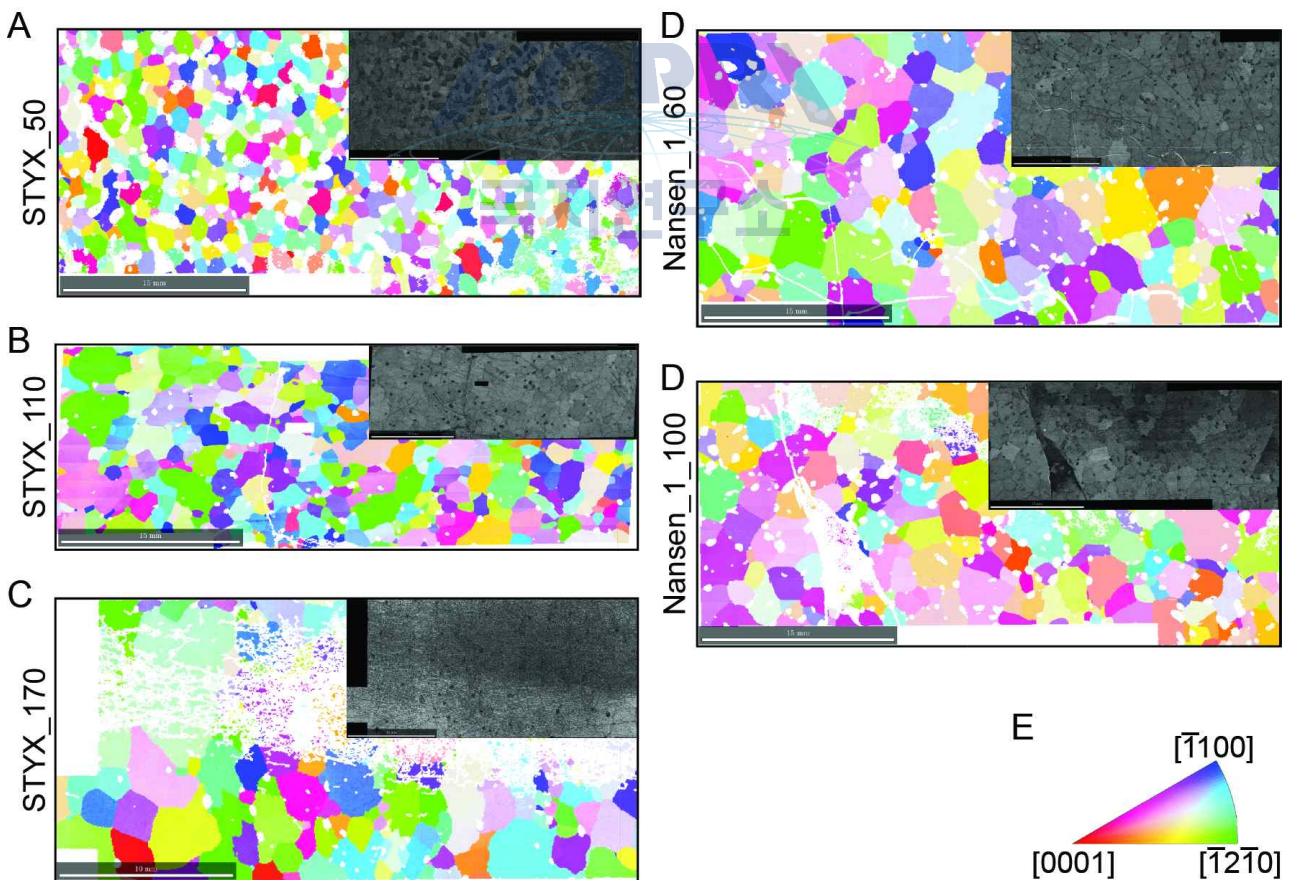 A
STYX_50
15 mm
B
STYX_110
15 mm
C
STYX_170
10 mm
D
Nansen_1_60
15 mm
D
Nansen_1_100
15 mm
E
[1̅100]
[0001]
[1̅21̅0]